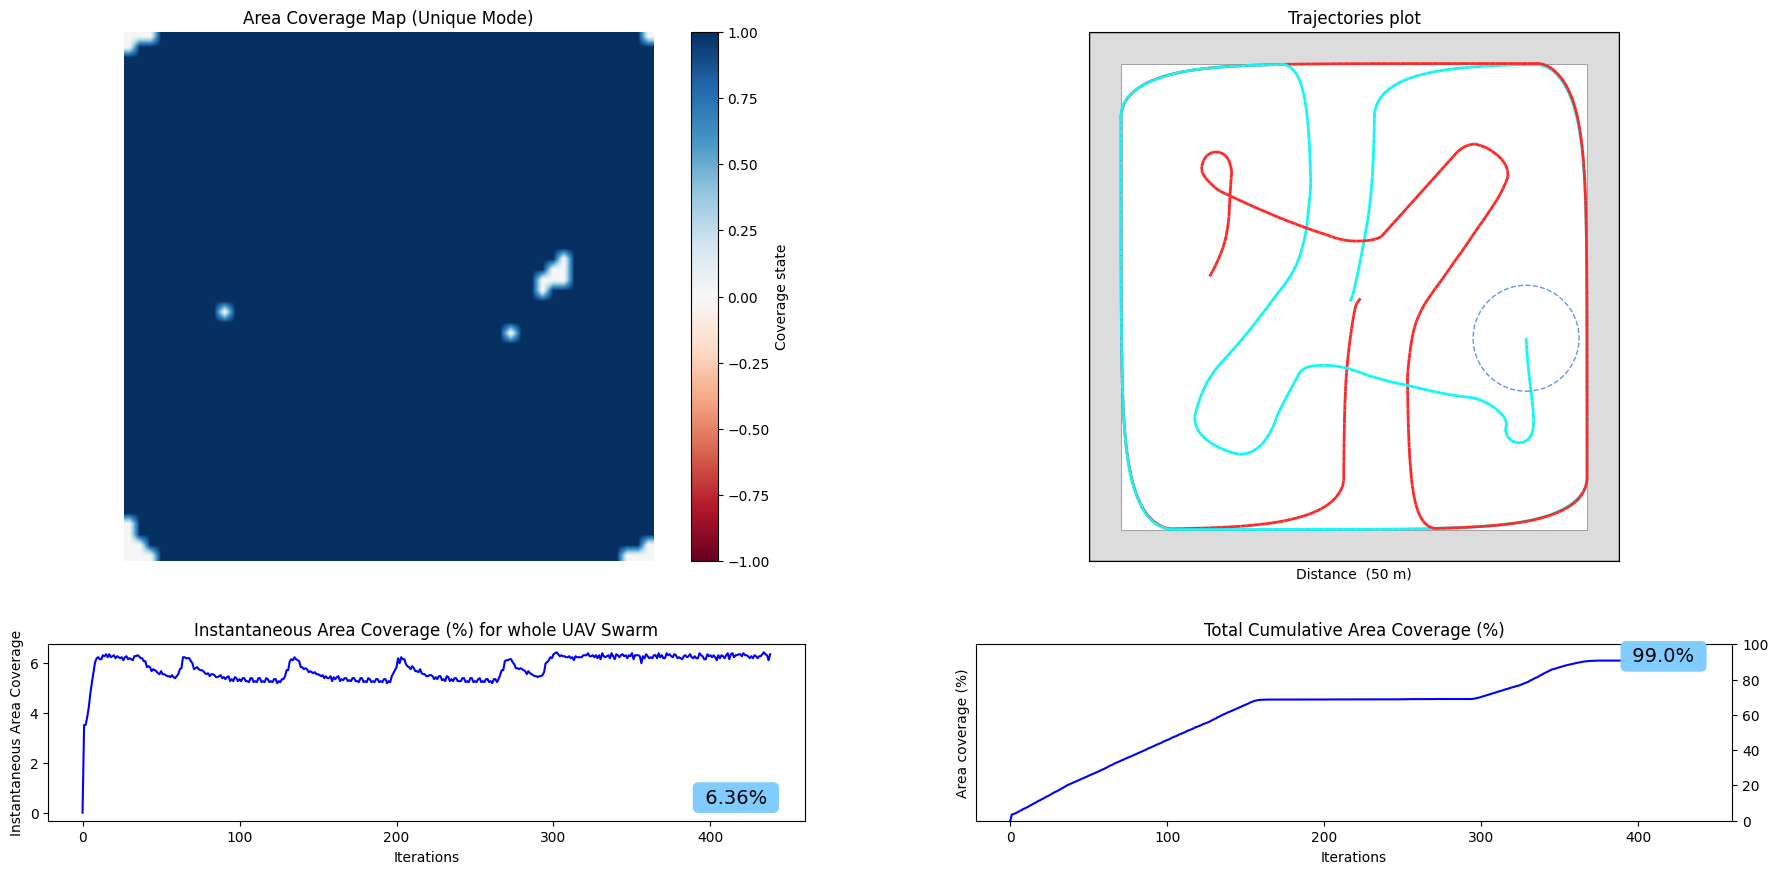 Area Coverage Map (Unique Mode)
1.00
0.75
0.50
0.25
0.00
−0.25
−0.50
−0.75
−1.00
Coverage state
Trajectories plot
Distance (50 m)
Instantaneous Area Coverage (%) for whole UAV Swarm
Instantaneous Area Coverage
6
4
2
0
6.36%
0 100 200 300 400
Iterations
Total Cumulative Area Coverage (%)
Area coverage (%)
99.0%
100
80
60
40
20
0
0 100 200 300 400
Iterations